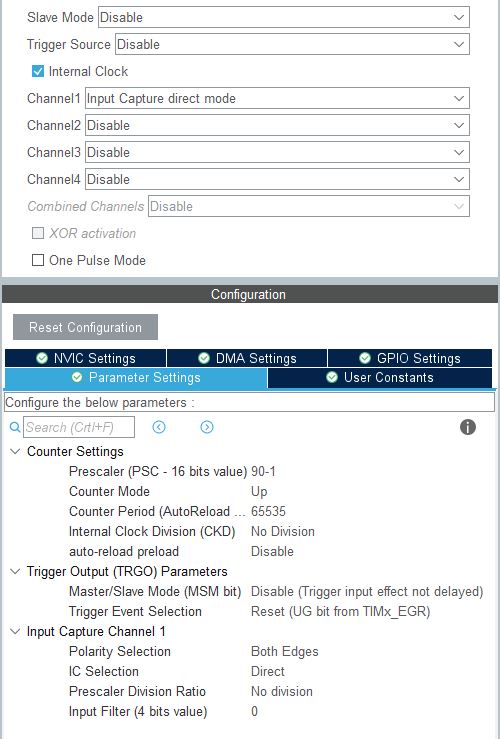 Slave Mode Disable
Trigger Source Disable
Internal Clock
Channel1 Input Capture direct mode
Channel2 Disable
Channel3 Disable
Channel4 Disable
Combined Channels Disable
XOR activation
One Pulse Mode
Configuration
Reset Configuration
NVIC Settings DMA Settings GPIO Settings
Parameter Settings User Constants
Configure the below parameters :
Search (CrtI+F)
Counter Settings
Prescaler (PSC - 16 bits value) 90-1
Counter Mode Up
Counter Period (AutoReload ... 65535
Internal Clock Division (CKD) No Division
auto-reload preload Disable
Trigger Output (TRGO) Parameters
Master/Slave Mode (MSM bit) Disable (Trigger input effect not delayed)
Trigger Event Selection Reset (UG bit from TIMx_EGR)
Input Capture Channel 1
Polarity Selection Both Edges
IC Selection Direct
Prescaler Division Ratio No division
Input Filter (4 bits value) 0